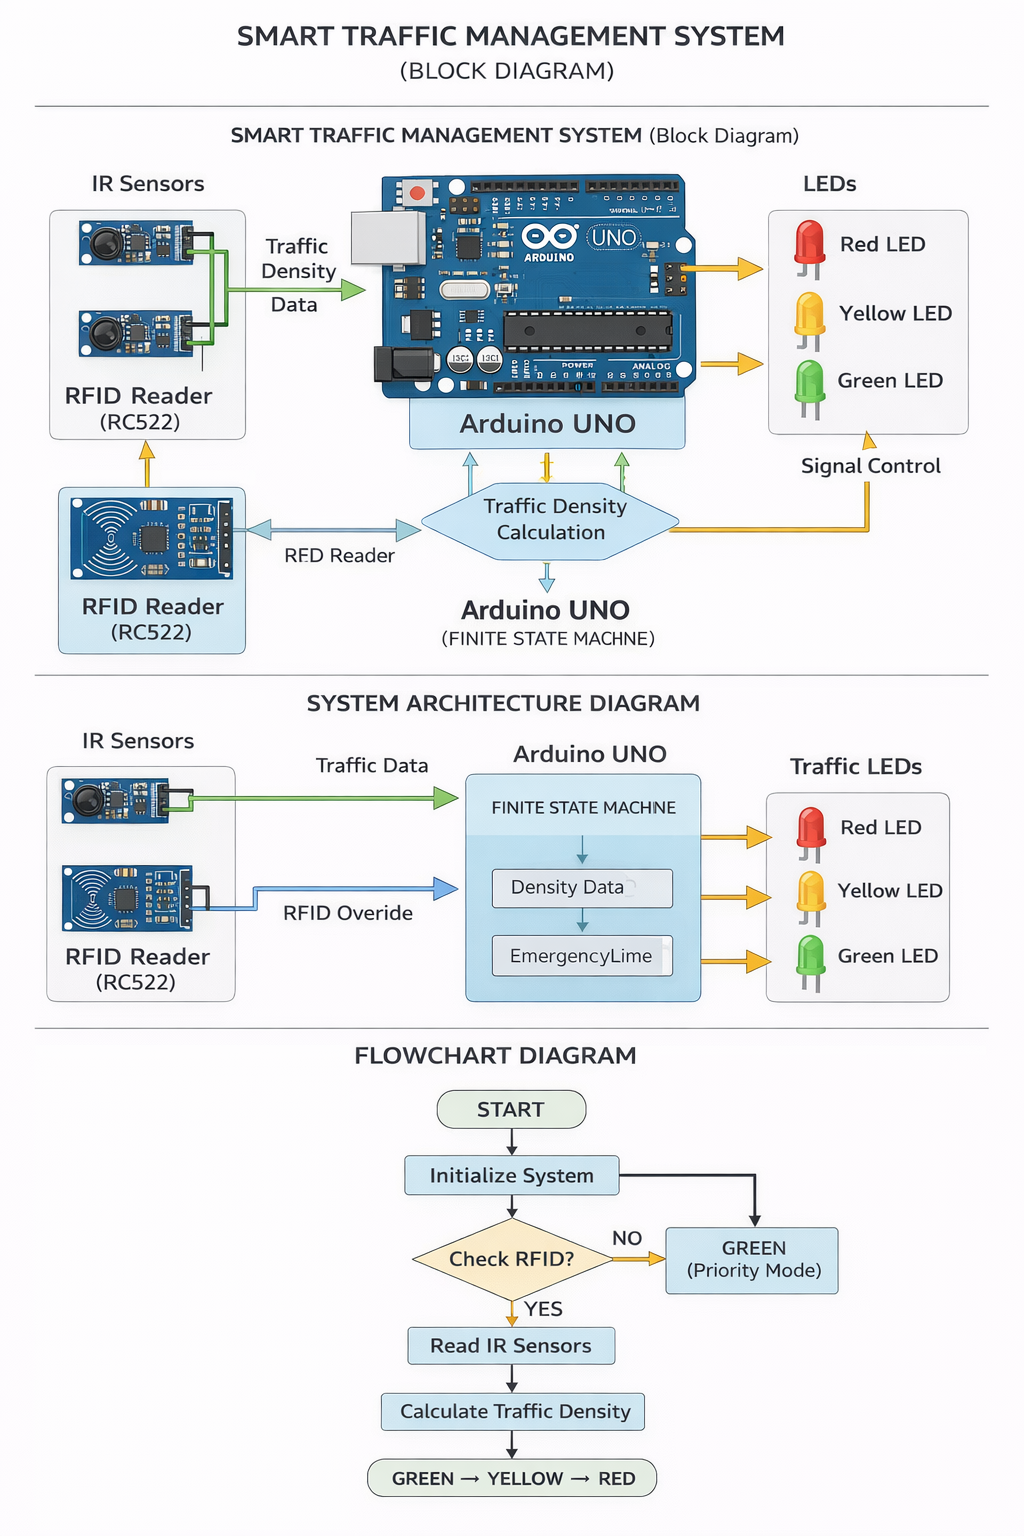 SMART TRAFFIC MANAGEMENT SYSTEM
(BLOCK DIAGRAM)
SMART TRAFFIC MANAGEMENT SYSTEM (Block Diagram)
IR Sensors
LEDs
Traffic
Density
Data
ARDUINO
UNO
POWER
ANALOG
Red LED
Yellow LED
Green LED
RFID Reader
(RC522)
Arduino UNO
Signal Control
Traffic Density
Calculation
RED Reader
RFID Reader
(RC522)
Arduino UNO
(FINITE STATE MACHNE)
SYSTEM ARCHITECTURE DIAGRAM
IR Sensors
Traffic Data
Arduino UNO
Traffic LEDs
FINITE STATE MACHINE
Density Data
EmergencyLime
RFID Overide
RFID Reader
(RC522)
Red LED
Yellow LED
Green LED
FLOWCHART DIAGRAM
START
Initialize System
Check RFID?
NO
GREEN
(Priority Mode)
YES
Read IR Sensors
Calculate Traffic Density
GREEN → YELLOW → RED